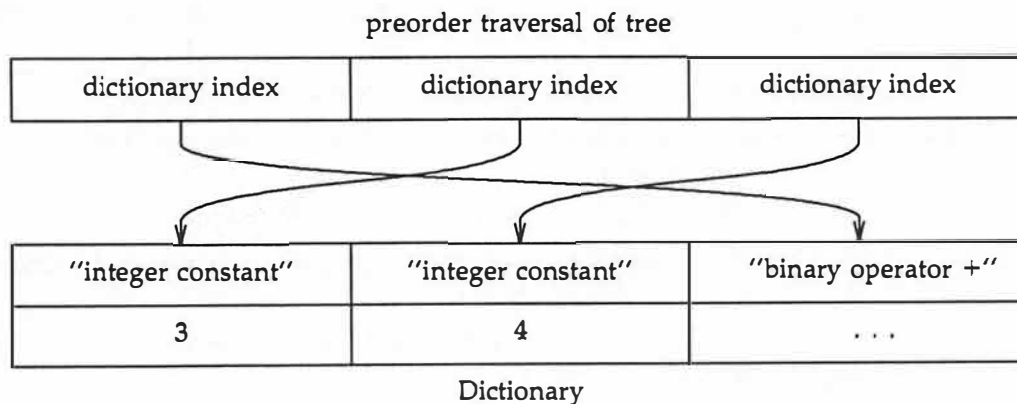 preorder traversal of tree
dictionary index dictionary index dictionary index
"integer constant" "integer constant" "binary operator +"
3 4 . . .
Dictionary